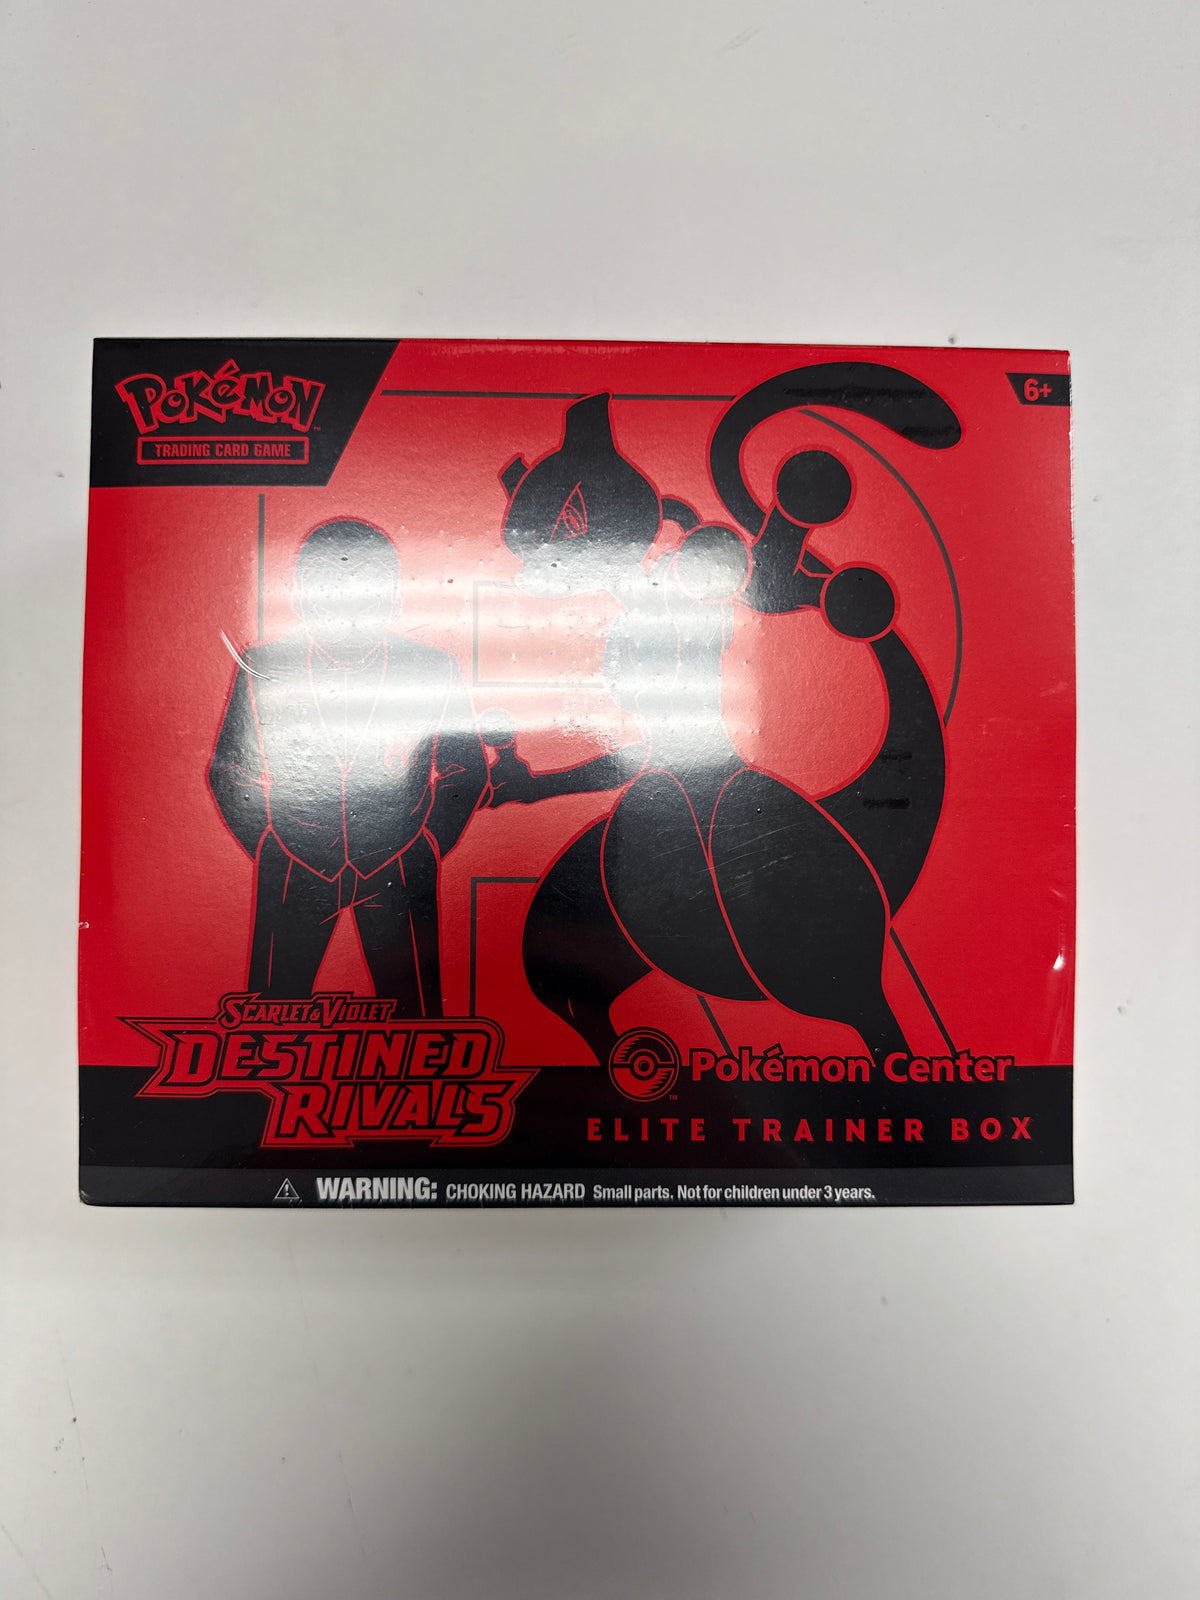 POKéMON
TRADING CARD GAME
6+
SCARLET & VIOLET
DESTINED
RIVALS
Pokémon Center
TM
ELITE TRAINER BOX
WARNING: CHOKING HAZARD Small parts. Not for children under 3 years.